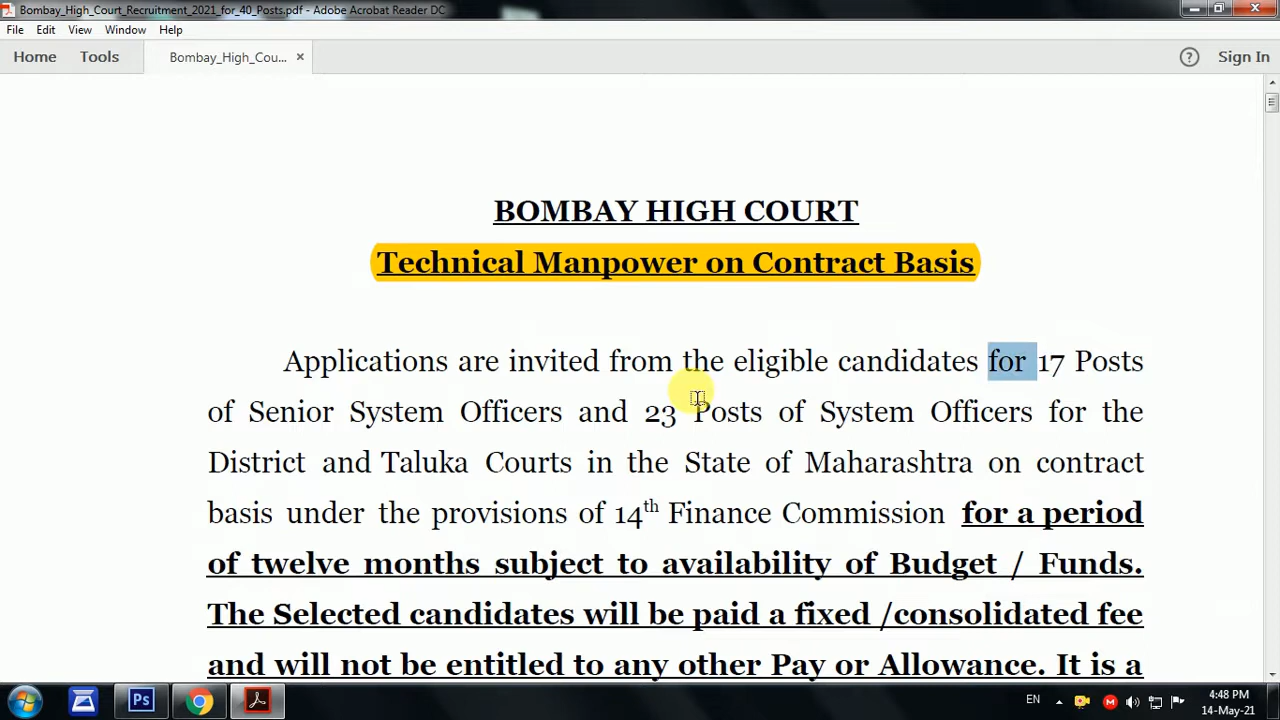 Bombay_High_Court_Recruitment_2021_for_40_Posts.pdf - Adobe Acrobat Reader DC
File Edit View Window Help
Home Tools Bombay_High_Cou... × ? Sign In
BOMBAY HIGH COURT
Technical Manpower on Contract Basis
Applications are invited from the eligible candidates for 17 Posts
of Senior System Officers and 23 Posts of System Officers for the
District and Taluka Courts in the State of Maharashtra on contract
basis under the provisions of 14th Finance Commission for a period
of twelve months subject to availability of Budget / Funds.
The Selected candidates will be paid a fixed /consolidated fee
and will not be entitled to any other Pay or Allowance. It is a
Ps EN 4:48 PM
14-May-21